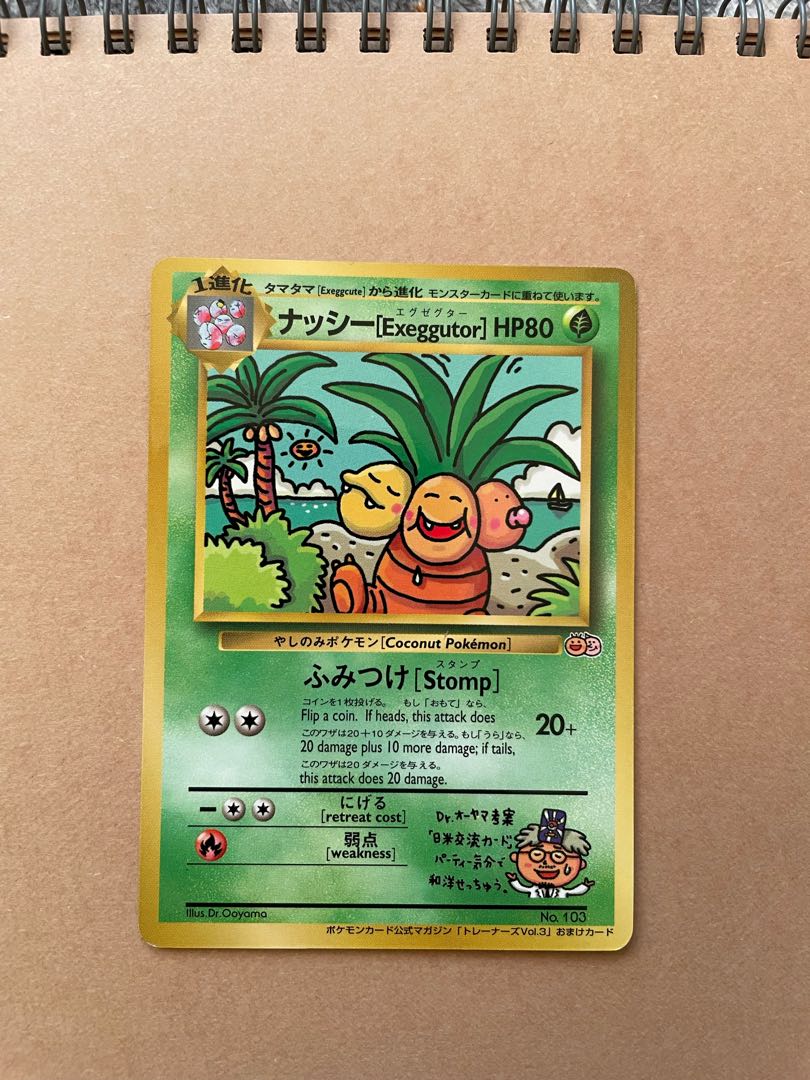 1進化
タマタマ[Exeggcute]から進化 モンスターカードに重ねて使います。
エグゼグター
ナッシー[Exeggutor] HP80
やしのみポケモン[Coconut Pokémon]
スタンプ
ふみつけ[Stomp]
コインを1枚投げる。 もし「おもて」なら、
Flip a coin. If heads, this attack does
このワザは20+10ダメージを与える。もし「うら」なら、
20 damage plus 10 more damage; if tails,
このワザは20ダメージを与える。
this attack does 20 damage.
20+
にげる
[retreat cost]
弱点
[weakness]
Dr.オーヤマ考案
「日米交流カード」
パーティー気分で
和洋せっちゅう。
Illus.Dr.Ooyama
No. 103
ポケモンカード公式マガジン「トレーナーズVol.3」おまけカード